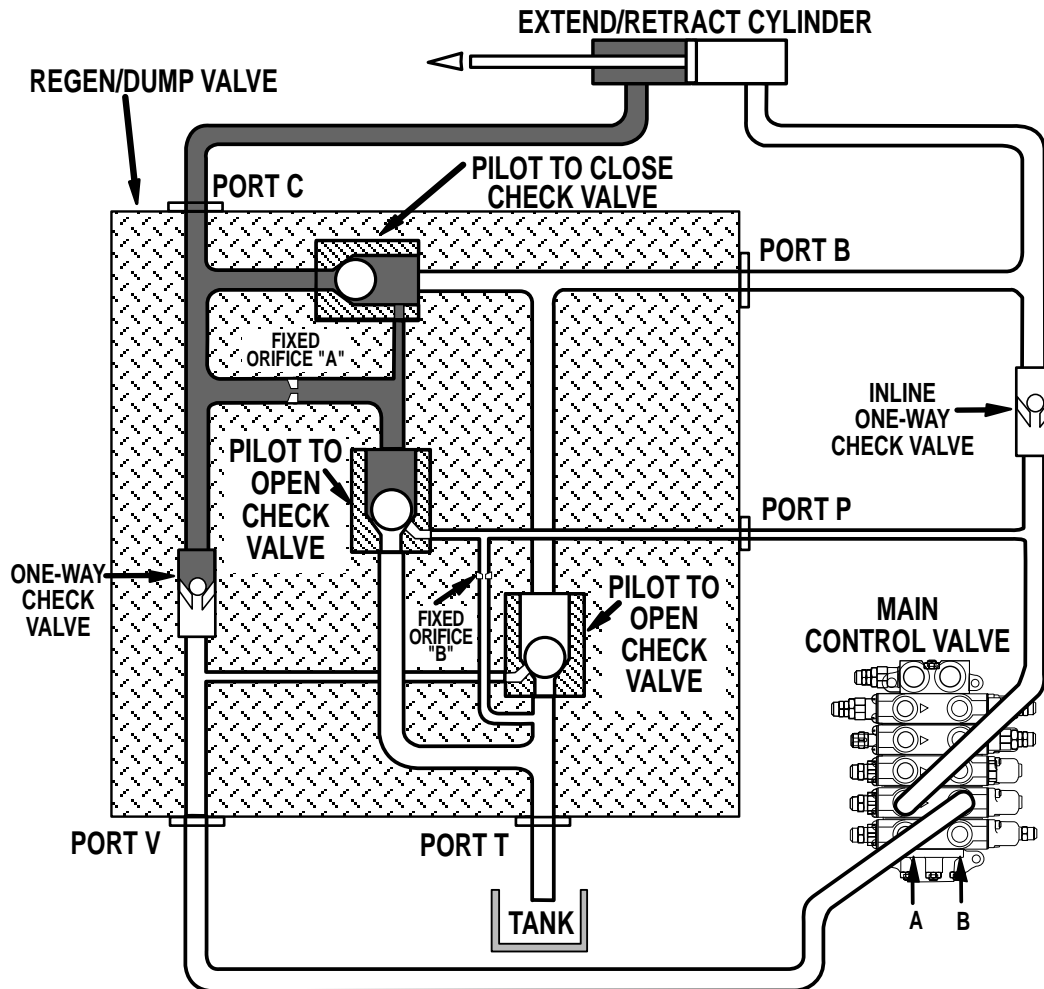 EXTEND/RETRACT CYLINDER
REGEN/DUMP VALVE
PILOT TO CLOSE
CHECK VALVE
PORT C
PORT B
FIXED
ORIFICE "A"
INLINE
ONE-WAY
CHECK VALVE
PILOT TO
OPEN
CHECK
VALVE
PORT P
ONE-WAY
CHECK
VALVE
FIXED
ORIFICE
"B"
PILOT TO
OPEN
CHECK
VALVE
MAIN
CONTROL VALVE
PORT V
PORT T
TANK
A
B